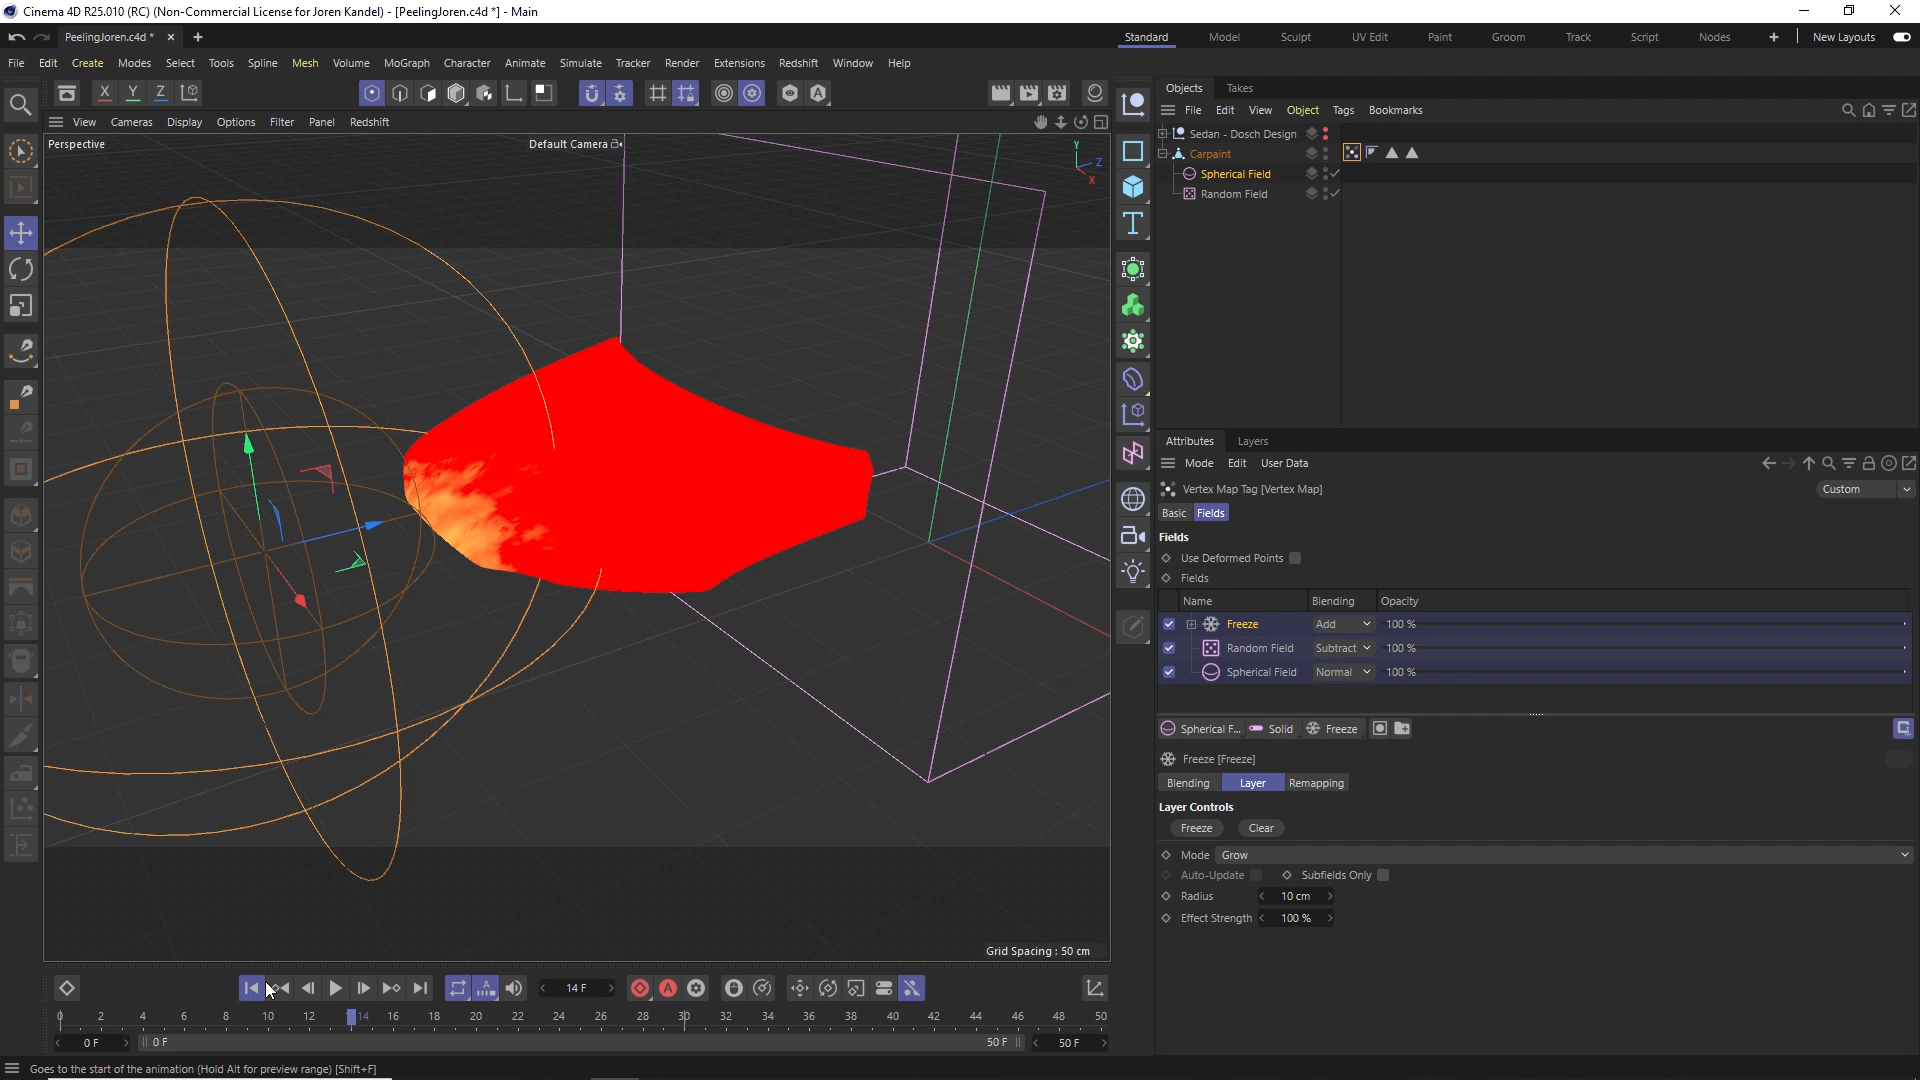 Cinema 4D R25.010 (RC) (Non-Commercial License for Joren Kandel) - [PeelingJoren.c4d *] - Main
PeelingJoren.c4d * × +
Standard Model Sculpt UV Edit Paint Groom Track Script Nodes + New Layouts
File Edit Create Modes Select Tools Spline Mesh Volume MoGraph Character Animate Simulate Tracker Render Extensions Redshift Window Help
X Y Z
Objects Takes
File Edit View Object Tags Bookmarks
View Cameras Display Options Filter Panel Redshift
Perspective
Default Camera
Y
Z
X
Sedan - Dosch Design
Carpaint
Spherical Field
Random Field
Attributes Layers
Mode Edit User Data
Vertex Map Tag [Vertex Map]
Custom
Basic Fields
Fields
Use Deformed Points
Fields
Name Blending Opacity
Freeze Add 100 %
Random Field Subtract 100 %
Spherical Field Normal 100 %
Spherical F... Solid Freeze
Freeze [Freeze]
Blending Layer Remapping
Layer Controls
Freeze Clear
Mode Grow
Auto-Update Subfields Only
Radius 10 cm
Effect Strength 100 %
Grid Spacing : 50 cm
14 F
0 2 4 6 8 10 12 14 16 18 20 22 24 26 28 30 32 34 36 38 40 42 44 46 48 50
0 F 0 F 50 F 50 F
Goes to the start of the animation (Hold Alt for preview range) [Shift+F]